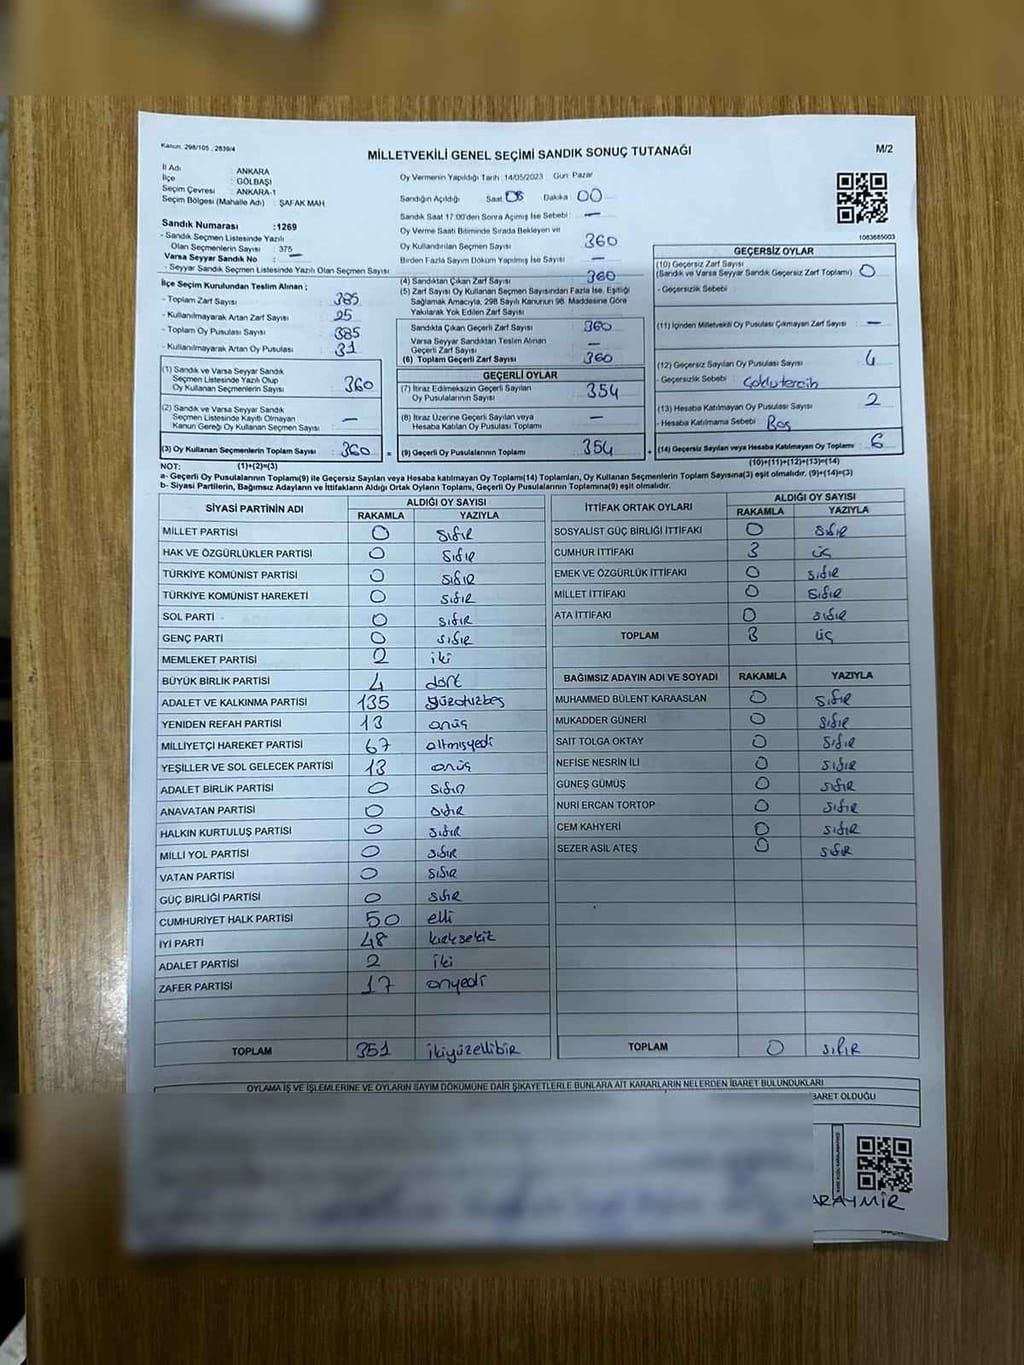 Kanun. 298/105 , 2839/4
MİLLETVEKİLİ GENEL SEÇİMİ SANDIK SONUÇ TUTANAĞI
M/2
İl Adı : ANKARA
İlçe : GÖLBAŞI
Seçim Çevresi : ANKARA-1
Seçim Bölgesi (Mahalle Adı) : ŞAFAK MAH
Sandık Numarası :1269
- Sandık Seçmen Listesinde Yazılı
Olan Seçmenlerin Sayısı : 375
Varsa Seyyar Sandık No : —
- Seyyar Sandık Seçmen Listesinde Yazılı Olan Seçmen Sayısı
İlçe Seçim Kurulundan Teslim Alınan ;
- Toplam Zarf Sayısı : 385
- Kullanılmayarak Artan Zarf Sayısı : 25
- Toplam Oy Pusulası Sayısı : 385
- Kullanılmayarak Artan Oy Pusulası : 31
(1) Sandık ve Varsa Seyyar Sandık
Seçmen Listesinde Yazılı Olup
Oy Kullanan Seçmenlerin Sayısı : 360
(2) Sandık ve Varsa Seyyar Sandık
Seçmen Listesinde Kayıtlı Olmayan
Kanun Gereği Oy Kullanan Seçmen Sayısı : —
(3) Oy Kullanan Seçmenlerin Toplam Sayısı : 360 =
(1)+(2)=(3)
Oy Vermenin Yapıldığı Tarih : 14/05/2023 Gün: Pazar
Sandığın Açıldığı Saat : 08 Dakika : 00
Sandık Saat 17:00'den Sonra Açımış İse Sebebi : —
Oy Verme Saati Bitiminde Sırada Bekleyen ve
Oy Kullandırılan Seçmen Sayısı : 360
Birden Fazla Sayım Döküm Yapılmış İse Sayısı : —
(4) Sandıktan Çıkan Zarf Sayısı : 360
(5) Zarf Sayısı Oy Kullanan Seçmen Sayısından Fazla İse, Eşitliği
Sağlamak Amacıyla, 298 Sayılı Kanunun 98. Maddesine Göre
Yakılarak Yok Edilen Zarf Sayısı :
Sandıkta Çıkan Geçerli Zarf Sayısı : 360
Varsa Seyyar Sandıktan Teslim Alınan
Geçerli Zarf Sayısı : —
(6) Toplam Geçerli Zarf Sayısı : 360
GEÇERLİ OYLAR
(7) İtiraz Edilmeksizin Geçerli Sayılan
Oy Pusulalarının Sayısı : 354
(8) İtiraz Üzerine Geçerli Sayılan veya
Hesaba Katılan Oy Pusulası Toplamı : —
(9) Geçerli Oy Pusulalarının Toplamı : 354 +
1083685003
GEÇERSİZ OYLAR
(10) Geçersiz Zarf Sayısı
(Sandık ve Varsa Seyyar Sandık Geçersiz Zarf Toplamı) : 0
- Geçersizlik Sebebi :
(11) İçinden Milletvekili Oy Pusulası Çıkmayan Zarf Sayısı : —
(12) Geçersiz Sayılan Oy Pusulası Sayısı : 4
- Geçersizlik Sebebi : Çoklutercih
(13) Hesaba Katılmayan Oy Pusulası Sayısı : 2
- Hesaba Katılmama Sebebi : Boş
(14) Geçersiz Sayılan veya Hesaba Katılmayan Oy Toplamı : 6
(10)+(11)+(12)+(13)=(14)
NOT:
a- Geçerli Oy Pusulalarının Toplamı(9) ile Geçersiz Sayılan veya Hesaba katılmayan Oy Toplamı(14) Toplamları, Oy Kullanan Seçmenlerin Toplam Sayısına(3) eşit olmalıdır. (9)+(14)=(3)
b- Siyasi Partilerin, Bağımsız Adayların ve İttifakların Aldığı Ortak Oyların Toplamı, Geçerli Oy Pusulalarının Toplamına(9) eşit olmalıdır.
SİYASİ PARTİNİN ADI ALDIĞI OY SAYISI
RAKAMLA YAZIYLA
MİLLET PARTİSİ 0 sıfır
HAK VE ÖZGÜRLÜKLER PARTİSİ 0 sıfır
TÜRKİYE KOMÜNİST PARTİSİ 0 sıfır
TÜRKİYE KOMÜNİST HAREKETİ 0 sıfır
SOL PARTİ 0 sıfır
GENÇ PARTİ 0 sıfır
MEMLEKET PARTİSİ 2 iki
BÜYÜK BİRLİK PARTİSİ 4 dört
ADALET VE KALKINMA PARTİSİ 135 yüzotuzbeş
YENİDEN REFAH PARTİSİ 13 onüç
MİLLİYETÇİ HAREKET PARTİSİ 67 altmışyedi
YEŞİLLER VE SOL GELECEK PARTİSİ 13 onüç
ADALET BİRLİK PARTİSİ 0 sıfır
ANAVATAN PARTİSİ 0 sıfır
HALKIN KURTULUŞ PARTİSİ 0 sıfır
MİLLİ YOL PARTİSİ 0 sıfır
VATAN PARTİSİ 0 sıfır
GÜÇ BİRLİĞİ PARTİSİ 0 sıfır
CUMHURİYET HALK PARTİSİ 50 elli
İYİ PARTİ 48 kırksekiz
ADALET PARTİSİ 2 iki
ZAFER PARTİSİ 17 onyedi
TOPLAM 351 ikiyüzellibir
İTTİFAK ORTAK OYLARI ALDIĞI OY SAYISI
RAKAMLA YAZIYLA
SOSYALİST GÜÇ BİRLİĞİ İTTİFAKI 0 sıfır
CUMHUR İTTİFAKI 3 üç
EMEK VE ÖZGÜRLÜK İTTİFAKI 0 sıfır
MİLLET İTTİFAKI 0 sıfır
ATA İTTİFAKI 0 sıfır
TOPLAM 3 üç
BAĞIMSIZ ADAYIN ADI VE SOYADI RAKAMLA YAZIYLA
MUHAMMED BÜLENT KARAASLAN 0 sıfır
MUKADDER GÜNERİ 0 sıfır
SAİT TOLGA OKTAY 0 sıfır
NEFİSE NESRİN İLİ 0 sıfır
GÜNEŞ GÜMÜŞ 0 sıfır
NURİ ERCAN TORTOP 0 sıfır
CEM KAHYERİ 0 sıfır
SEZER ASİL ATEŞ 0 sıfır
TOPLAM 0 sıfır
OYLAMA İŞ VE İŞLEMLERİNE VE OYLARIN SAYIM DÖKÜMÜNE DAİR ŞİKAYETLERLE BUNLARA AİT KARARLARIN NELERDEN İBARET BULUNDUKLARI
BARET OLDUĞU
ARAYMİR